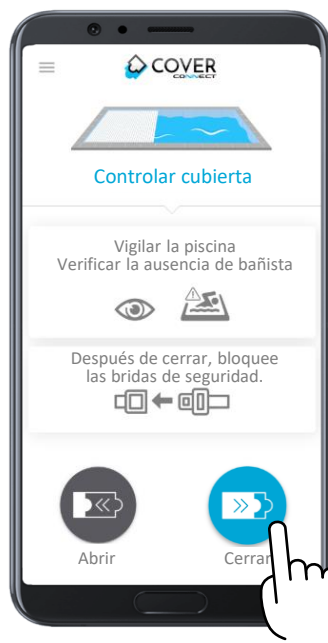 COVER
CONNECT
Controlar cubierta
Vigilar la piscina
Verificar la ausencia de bañista
Después de cerrar, bloquee
las bridas de seguridad.
Abrir
Cerrar